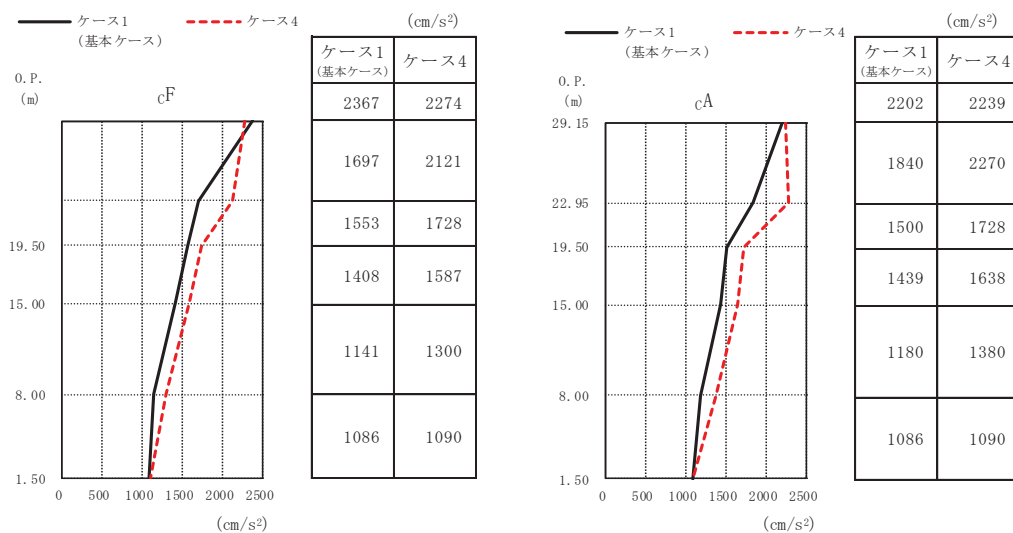 ケース1
(基本ケース)
ケース4
(cm/s²)
O.P.
(m)
cF
19.50
15.00
8.00
1.50
0 500 1000 1500 2000 2500
(cm/s²)
ケース1
(基本ケース)
ケース4
2367 2274
1697 2121
1553 1728
1408 1587
1141 1300
1086 1090
ケース1
(基本ケース)
ケース4
(cm/s²)
O.P.
(m)
cA
29.15
22.95
19.50
15.00
8.00
1.50
0 500 1000 1500 2000 2500
(cm/s²)
ケース1
(基本ケース)
ケース4
2202 2239
1840 2270
1500 1728
1439 1638
1180 1380
1086 1090